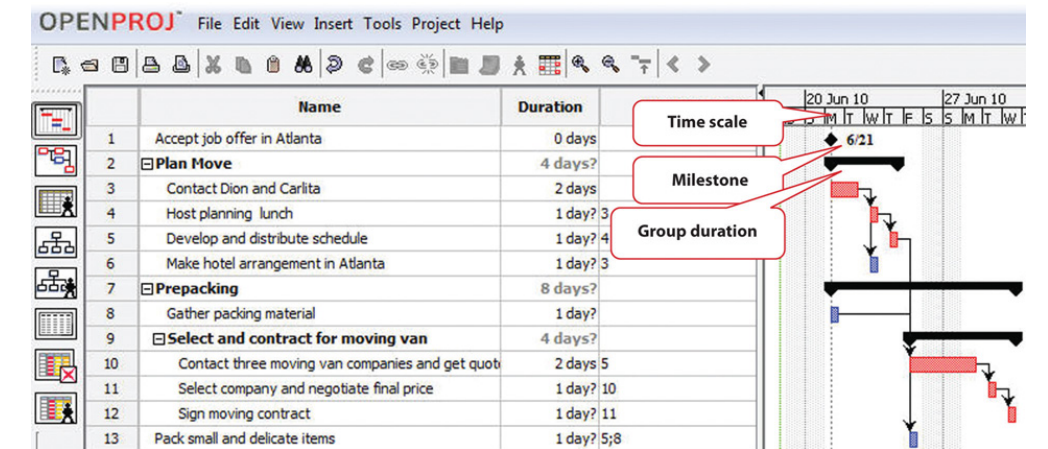 OPENPROJ™ File Edit View Insert Tools Project Help
Name Duration
20 Jun 10 27 Jun 10
S S M T W T F S S M T W T
Time scale
1 Accept job offer in Atlanta 0 days
6/21
2 Plan Move 4 days?
Milestone
3 Contact Dion and Carlita 2 days
4 Host planning lunch 1 day? 3
Group duration
5 Develop and distribute schedule 1 day? 4
6 Make hotel arrangement in Atlanta 1 day? 3
7 Prepacking 8 days?
8 Gather packing material 1 day?
9 Select and contract for moving van 4 days?
10 Contact three moving van companies and get quot 2 days 5
11 Select company and negotiate final price 1 day? 10
12 Sign moving contract 1 day? 11
13 Pack small and delicate items 1 day? 5;8